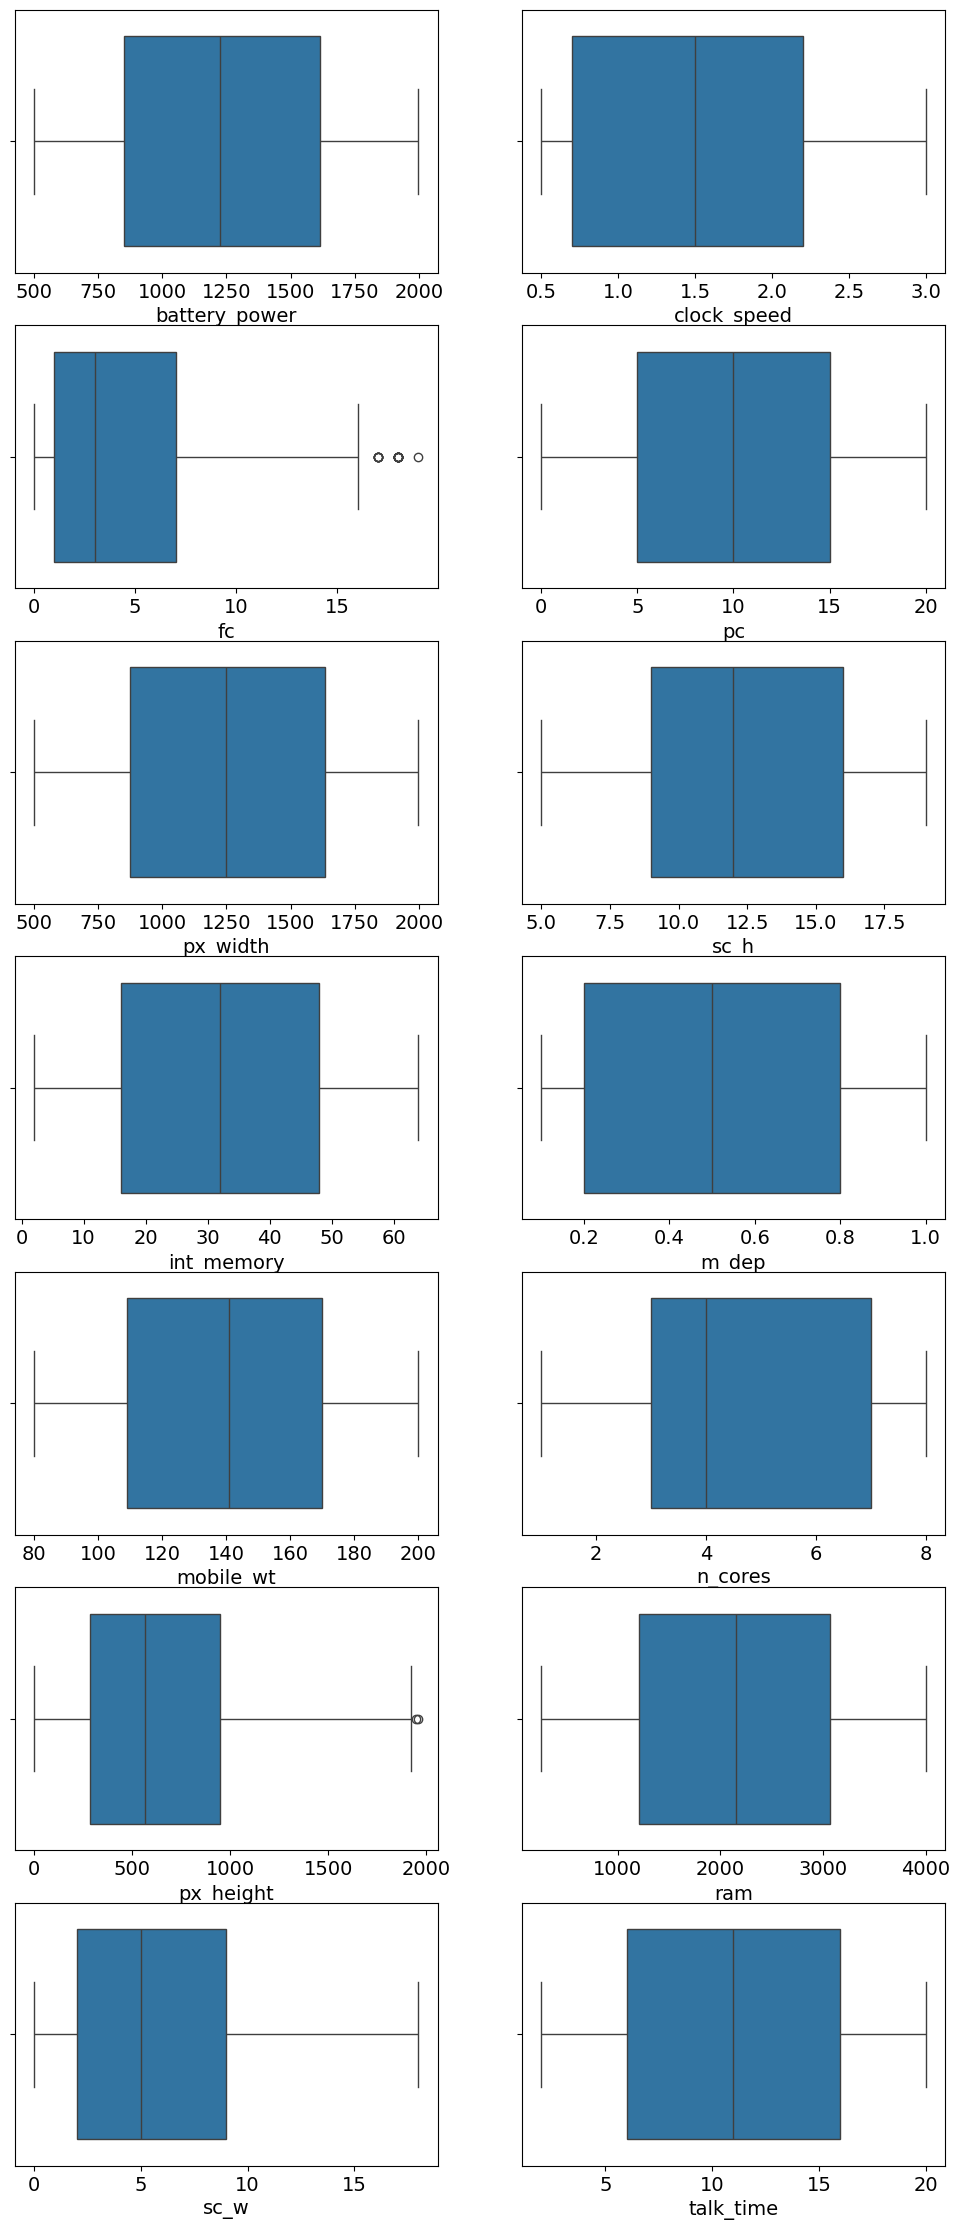 500 750 1000 1250 1500 1750 2000
battery_power
0.5 1.0 1.5 2.0 2.5 3.0
clock_speed
0 5 10 15
fc
0 5 10 15 20
pc
500 750 1000 1250 1500 1750 2000
px_width
5.0 7.5 10.0 12.5 15.0 17.5
sc_h
0 10 20 30 40 50 60
int_memory
0.2 0.4 0.6 0.8 1.0
m_dep
80 100 120 140 160 180 200
mobile_wt
2 4 6 8
n_cores
0 500 1000 1500 2000
px_height
1000 2000 3000 4000
ram
0 5 10 15
sc_w
5 10 15 20
talk_time